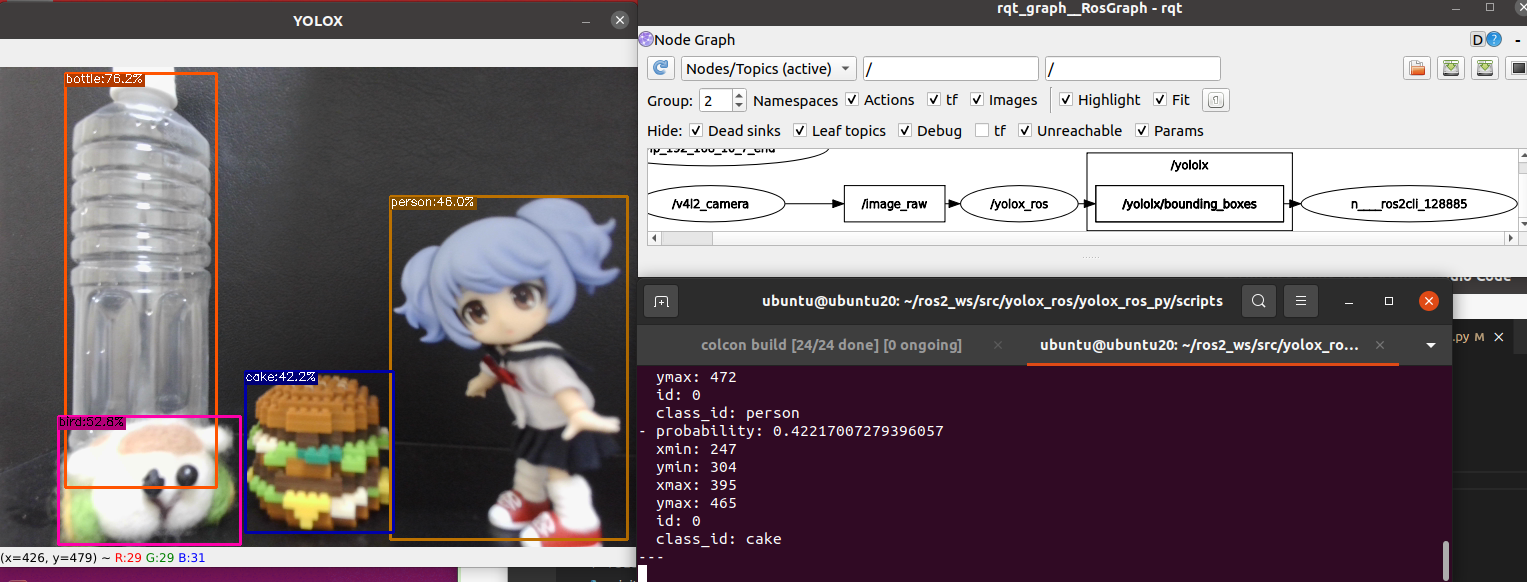 YOLOX
bottle:76.2%
person:46.0%
cake:42.2%
bird:52.8%
(x=426, y=479) ~ R:29 G:29 B:31
rqt_graph__RosGraph - rqt
Node Graph
D
Nodes/Topics (active)
/
/
Group: 2 Namespaces Actions tf Images Highlight Fit
Hide: Dead sinks Leaf topics Debug tf Unreachable Params
/yololx
/v4l2_camera /image_raw /yolox_ros /yololx/bounding_boxes n____ros2cli_128885
ubuntu@ubuntu20: ~/ros2_ws/src/yolox_ros/yolox_ros_py/scripts
colcon build [24/24 done] [0 ongoing]
ubuntu@ubuntu20: ~/ros2_ws/src/yolox_ro...
.py M
ymax: 472
id: 0
class_id: person
- probability: 0.42217007279396057
xmin: 247
ymin: 304
xmax: 395
ymax: 465
id: 0
class_id: cake
---